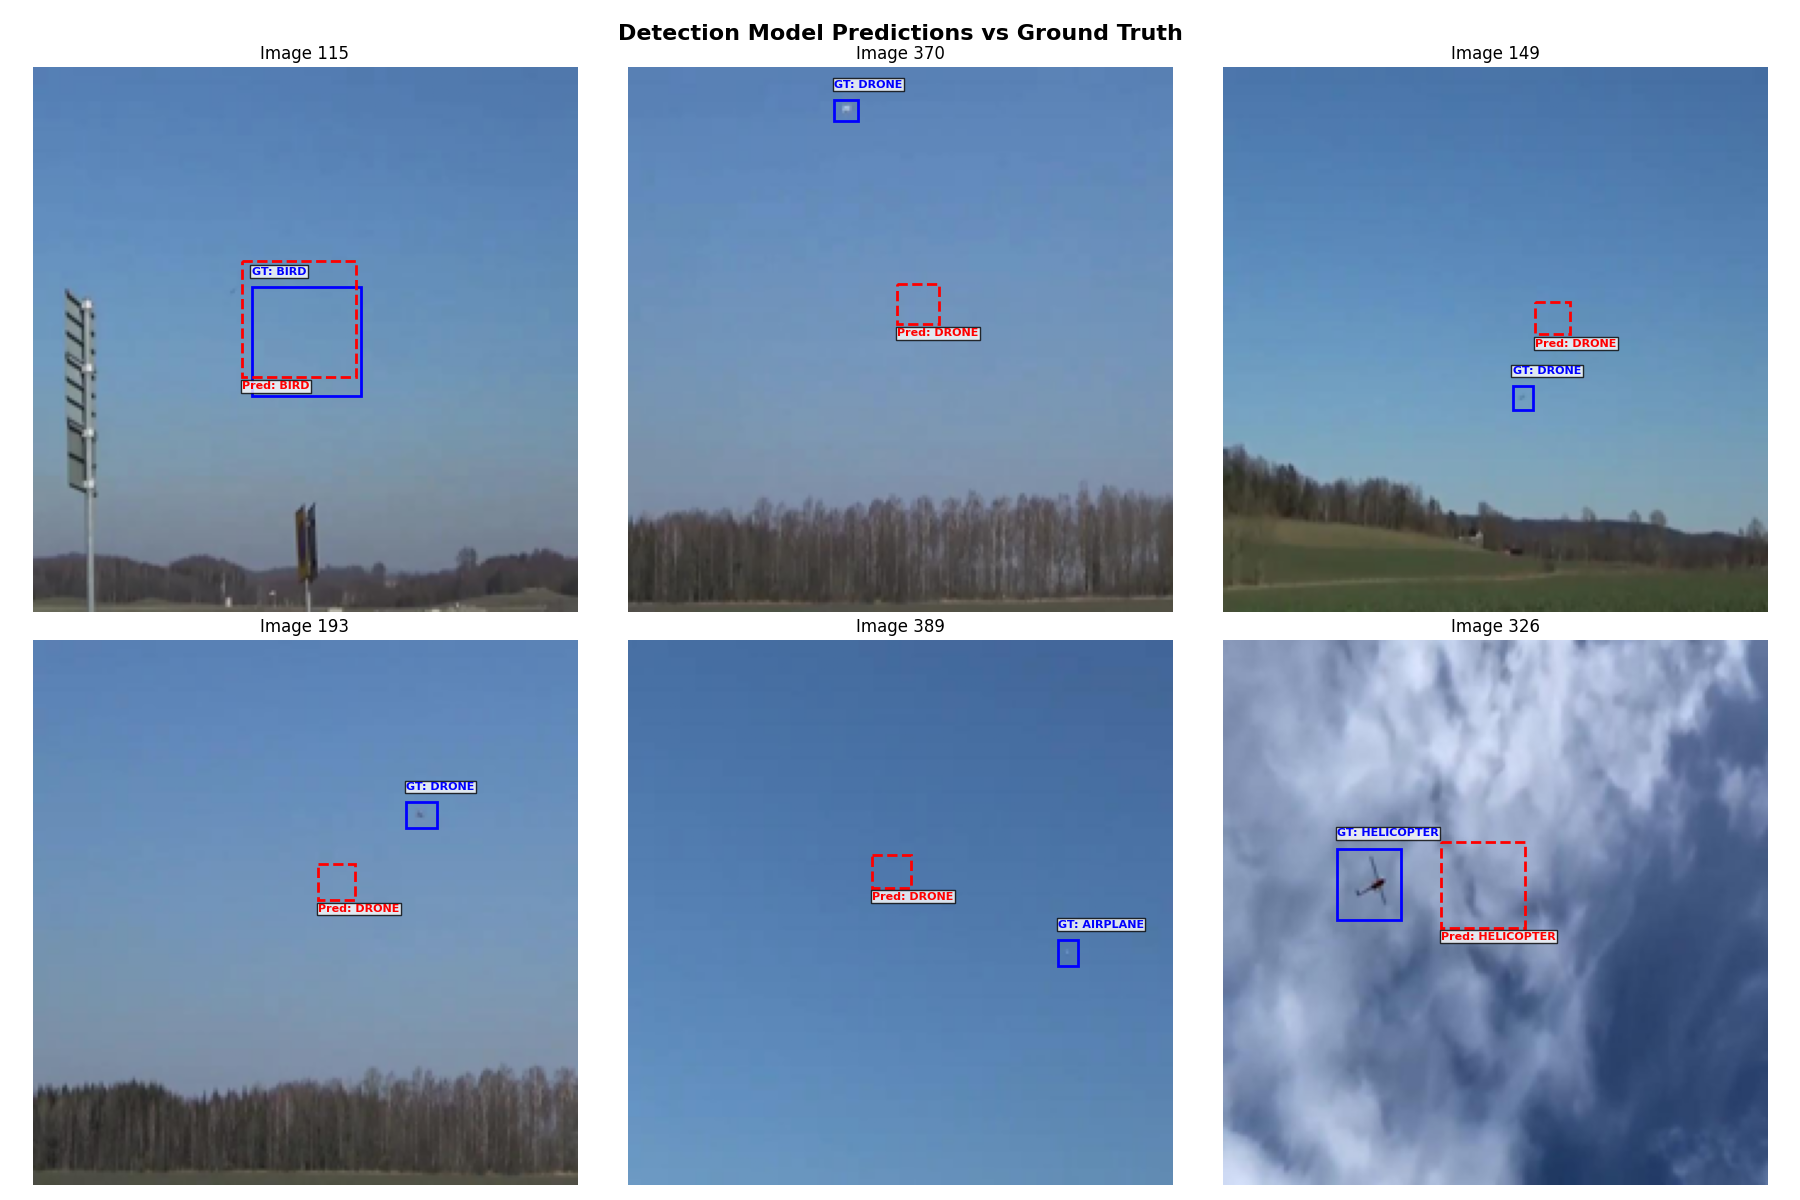 Detection Model Predictions vs Ground Truth
Image 115
GT: BIRD
Pred: BIRD
Image 370
GT: DRONE
Pred: DRONE
Image 149
Pred: DRONE
GT: DRONE
Image 193
GT: DRONE
Pred: DRONE
Image 389
Pred: DRONE
GT: AIRPLANE
Image 326
GT: HELICOPTER
Pred: HELICOPTER